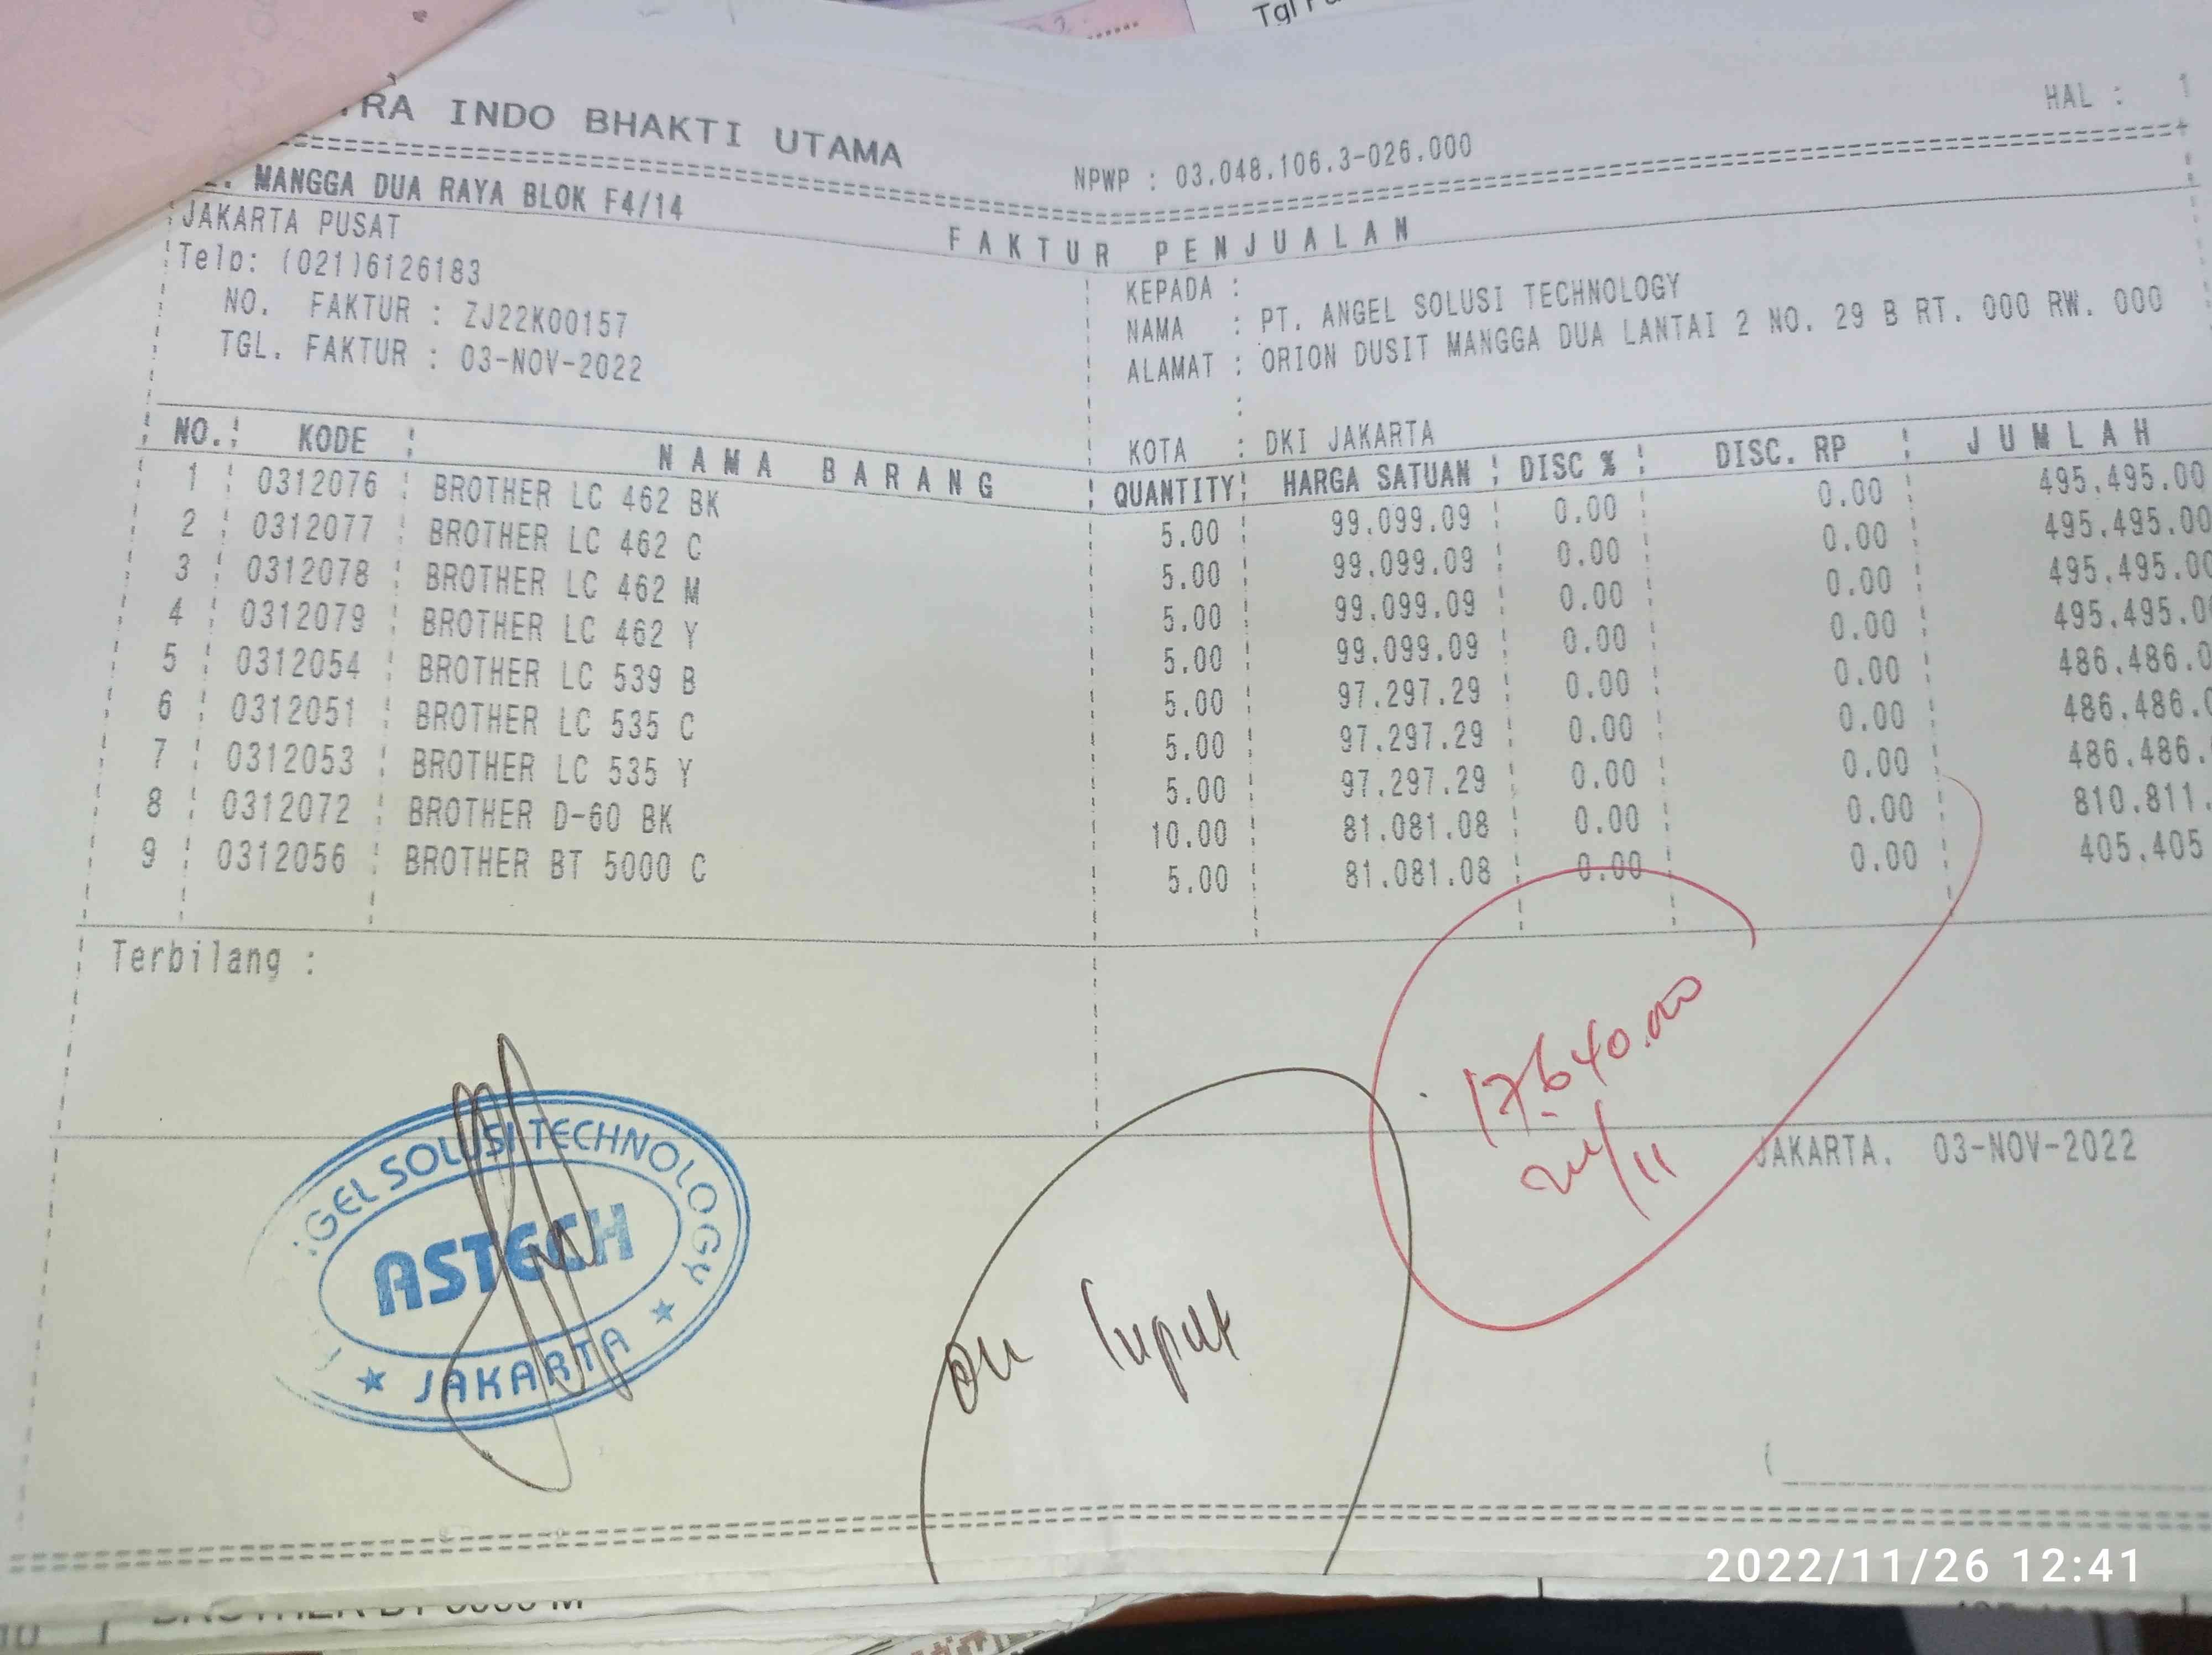 Tgl
RA INDO BHAKTI UTAMA
NPWP : 03.048.106.3-026.000
HAL : 1
MANGGA DUA RAYA BLOK F4/14
JAKARTA PUSAT
Telp: (021)6126183
FAKTUR PENJUALAN
NO. FAKTUR : ZJ22K00157
TGL. FAKTUR : 03-NOV-2022
KEPADA :
NAMA : PT. ANGEL SOLUSI TECHNOLOGY
ALAMAT : ORION DUSIT MANGGA DUA LANTAI 2 NO. 29 B RT. 000 RW. 000
:
KOTA : DKI JAKARTA
NO. KODE NAMA BARANG QUANTITY HARGA SATUAN DISC % DISC. RP JUMLAH
1 0312076 BROTHER LC 462 BK 5.00 99.099.09 0.00 0.00 495.495.00
2 0312077 BROTHER LC 462 C 5.00 99.099.09 0.00 0.00 495.495.00
3 0312078 BROTHER LC 462 M 5.00 99.099.09 0.00 0.00 495.495.00
4 0312079 BROTHER LC 462 Y 5.00 99.099.09 0.00 0.00 495.495.0
5 0312054 BROTHER LC 539 B 5.00 97.297.29 0.00 0.00 486.486.0
6 0312051 BROTHER LC 535 C 5.00 97.297.29 0.00 0.00 486.486.
7 0312053 BROTHER LC 535 Y 5.00 97.297.29 0.00 0.00 486.486.
8 0312072 BROTHER D-60 BK 10.00 81.081.08 0.00 0.00 810.811.
9 0312056 BROTHER BT 5000 C 5.00 81.081.08 0.00 0.00 405.405
Terbilang :
17.640.000
24/11
JAKARTA, 03-NOV-2022
GEL SOLUSI TECHNOLOGY
ASTECH
JAKARTA
Input
(
2022/11/26 12:41